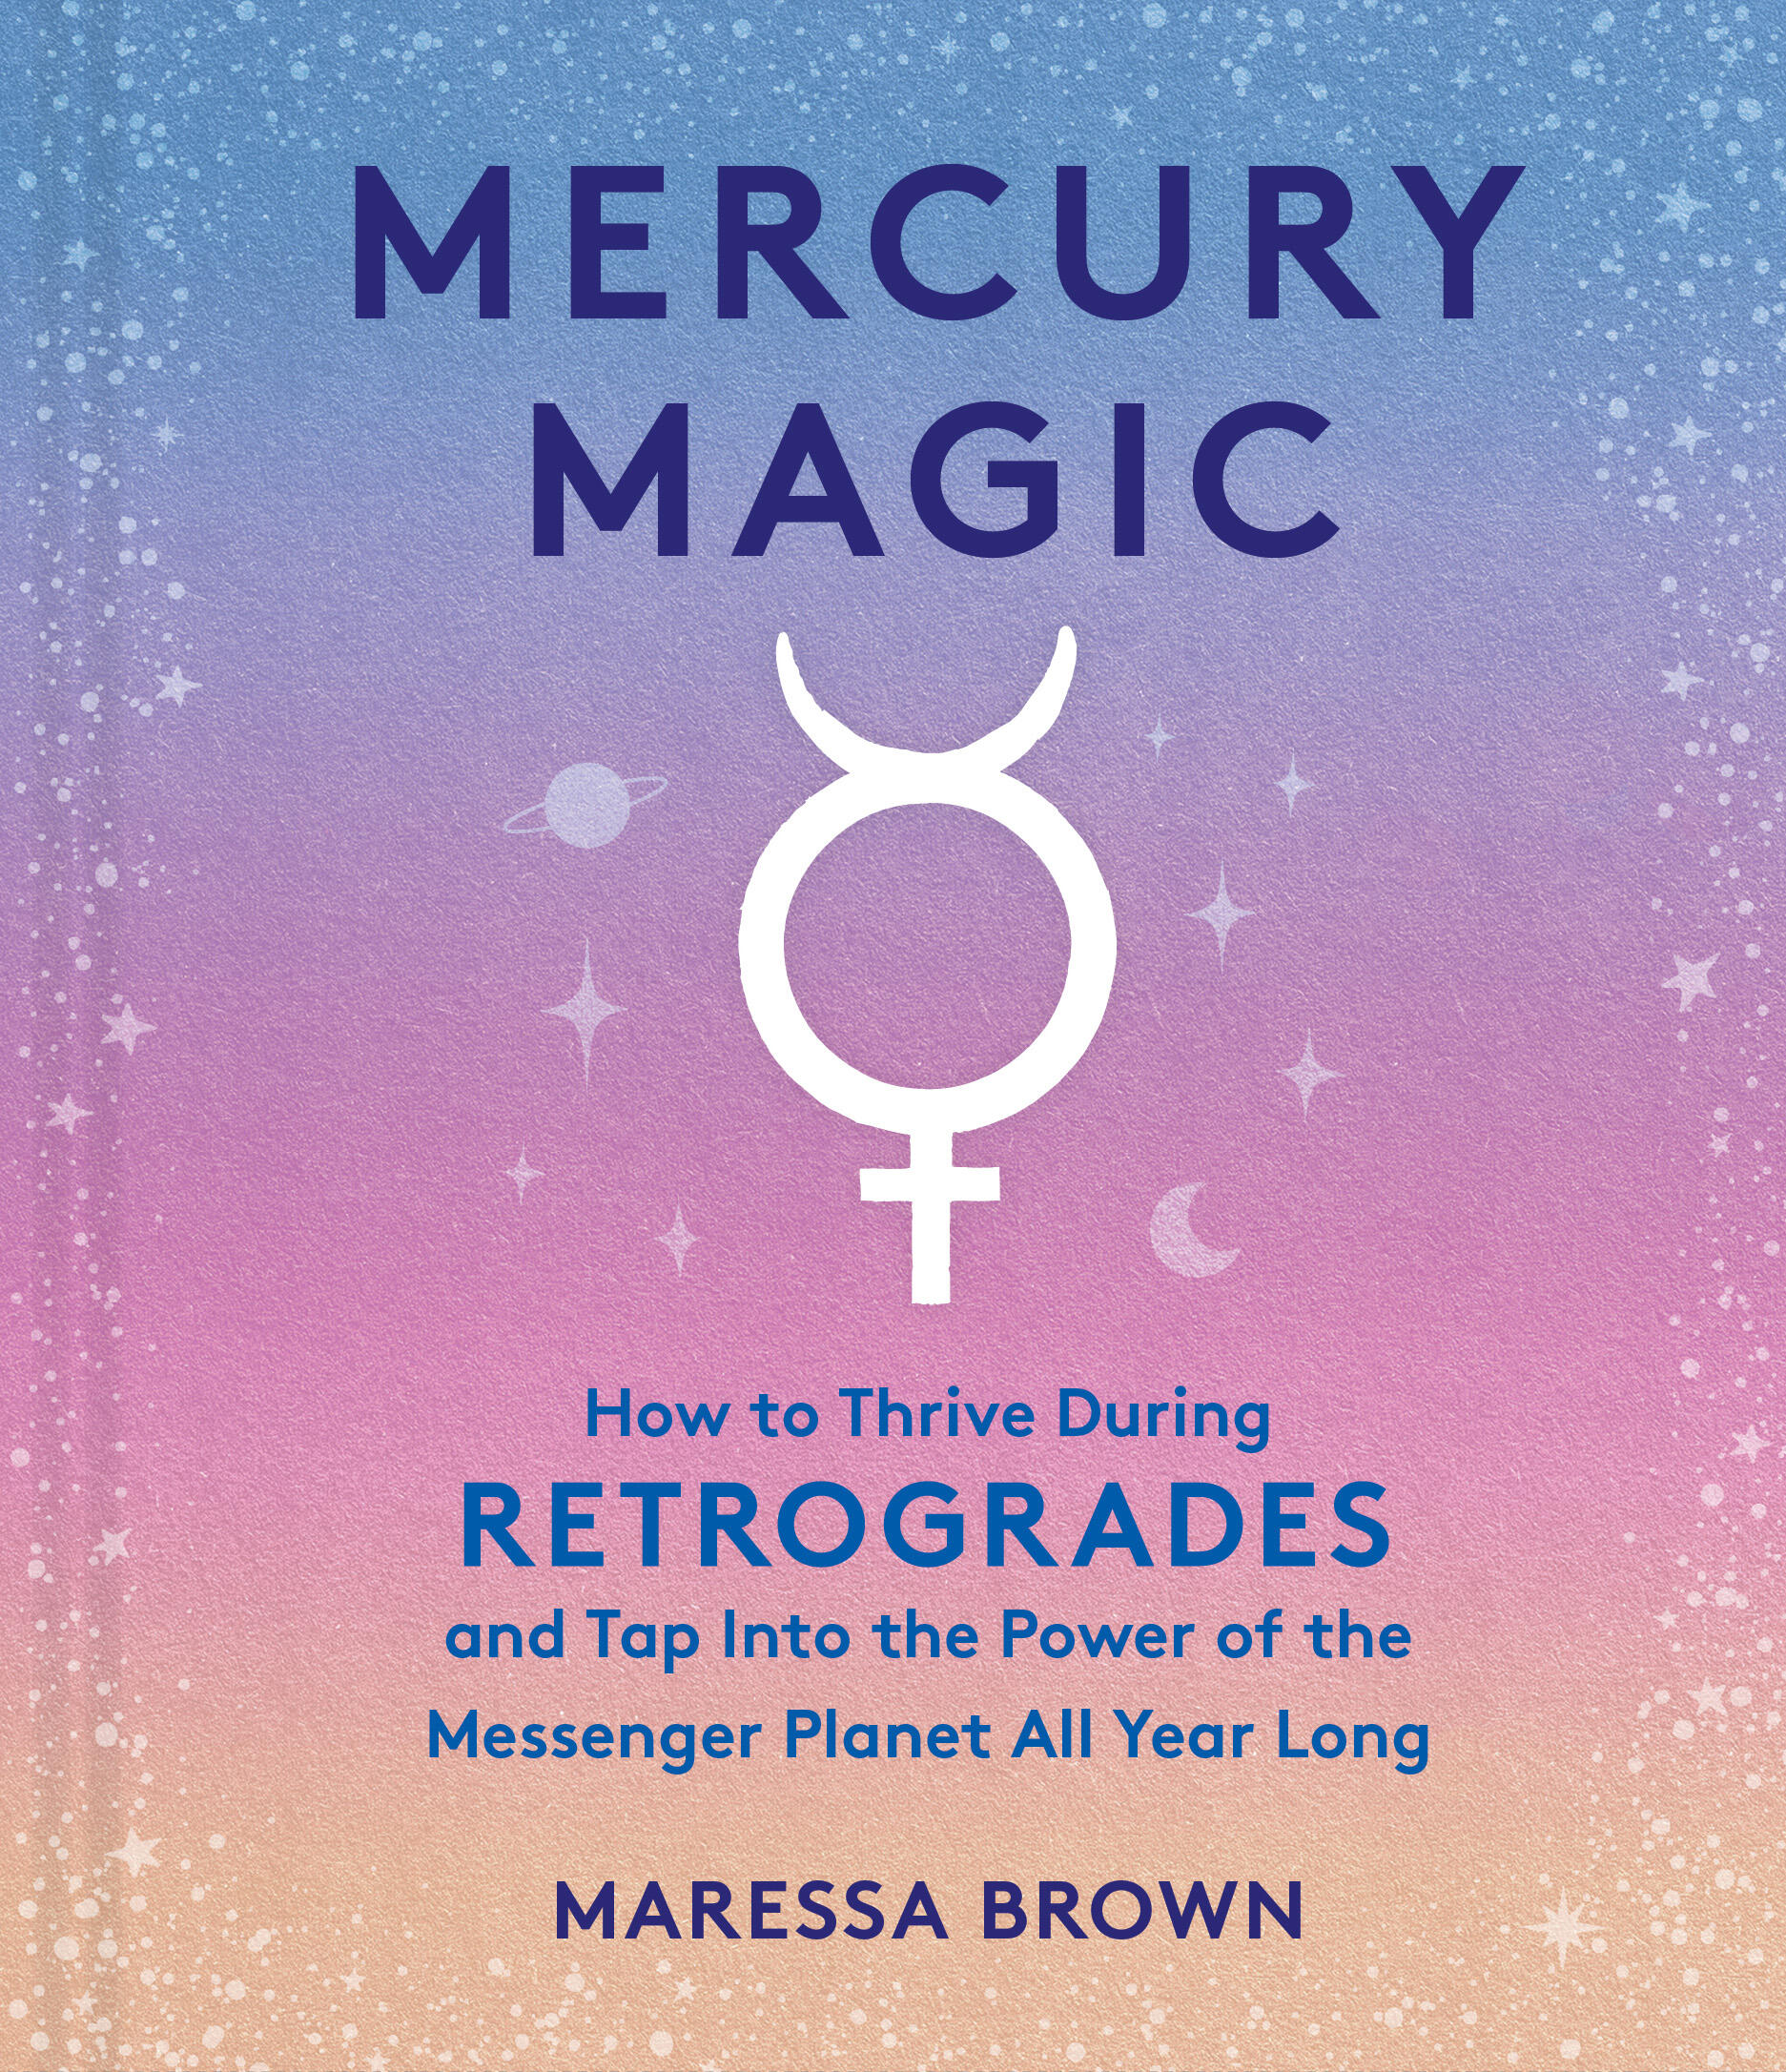 MERCURY
MAGIC
How to Thrive During
RETROGRADES
and Tap Into the Power of the
Messenger Planet All Year Long
MARESSA BROWN